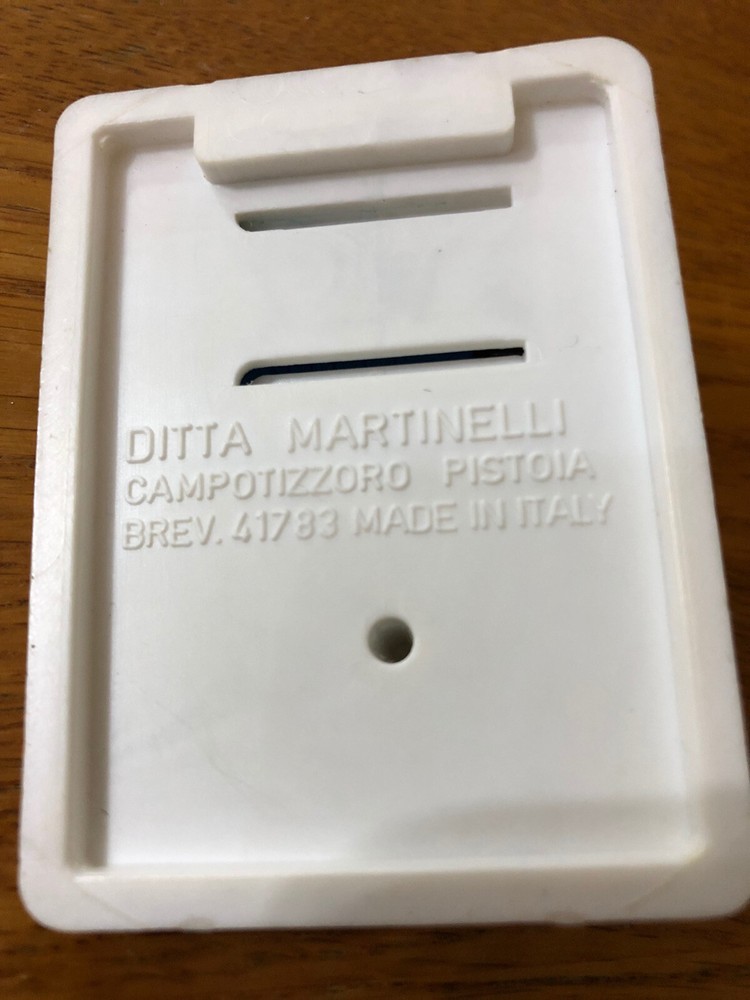 DITTA MARTINELLI
CAMPOTIZZORO PISTOIA
BREV. 41783 MADE IN ITALY